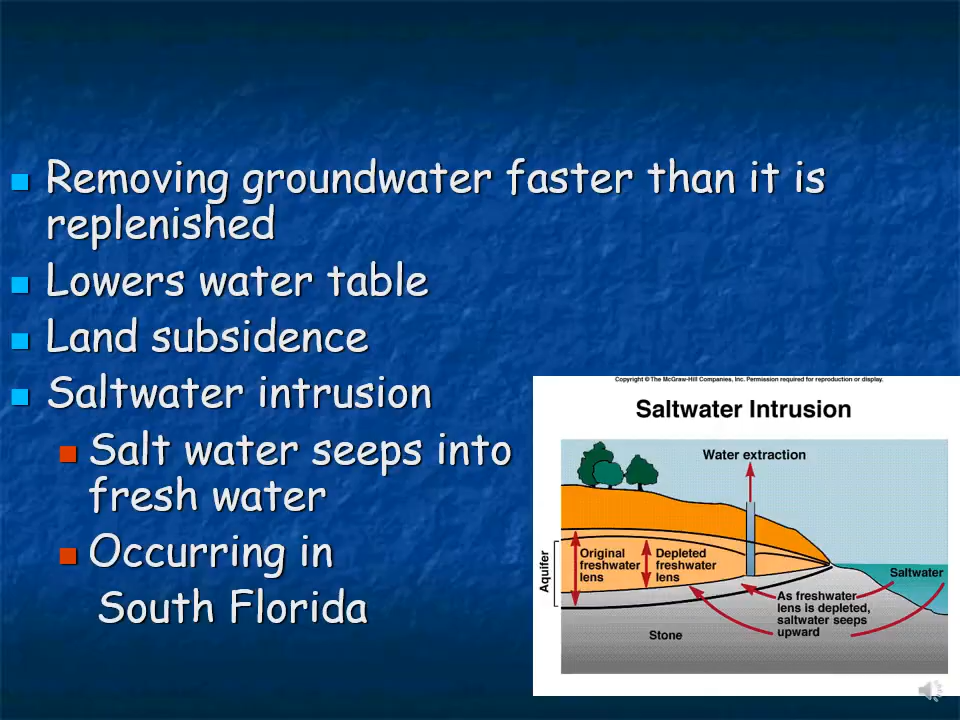 Removing groundwater faster than it is
replenished
Lowers water table
Land subsidence
Saltwater intrusion
Salt water seeps into
fresh water
Occurring in
South Florida
Copyright © The McGraw-Hill Companies, Inc. Permission required for reproduction or display.
Saltwater Intrusion
Water extraction
Aquifer
Original
freshwater
lens
Depleted
freshwater
lens
Saltwater
As freshwater
lens is depleted,
saltwater seeps
upward
Stone